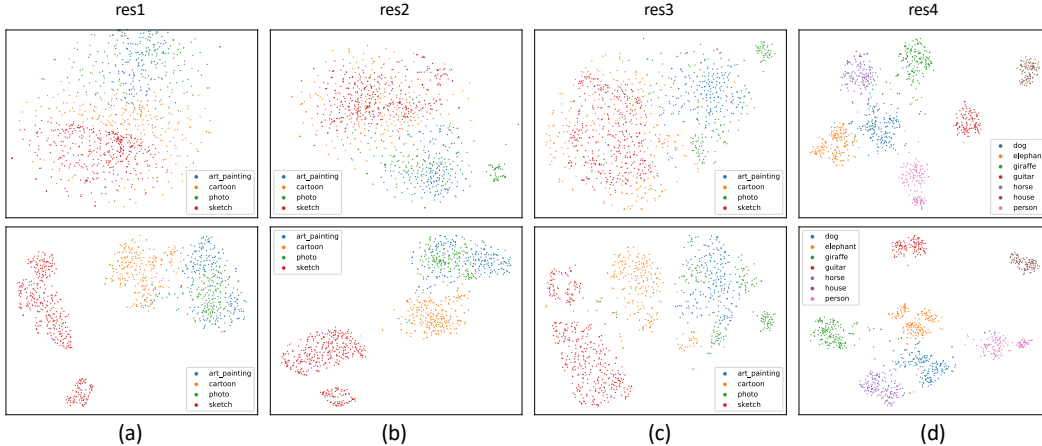 res1
res2
res3
res4
art_painting
cartoon
photo
sketch
art_painting
cartoon
photo
sketch
art_painting
cartoon
photo
sketch
dog
elephant
giraffe
guitar
horse
house
person
art_painting
cartoon
photo
sketch
art_painting
cartoon
photo
sketch
art_painting
cartoon
photo
sketch
dog
elephant
giraffe
guitar
horse
house
person
(a)
(b)
(c)
(d)